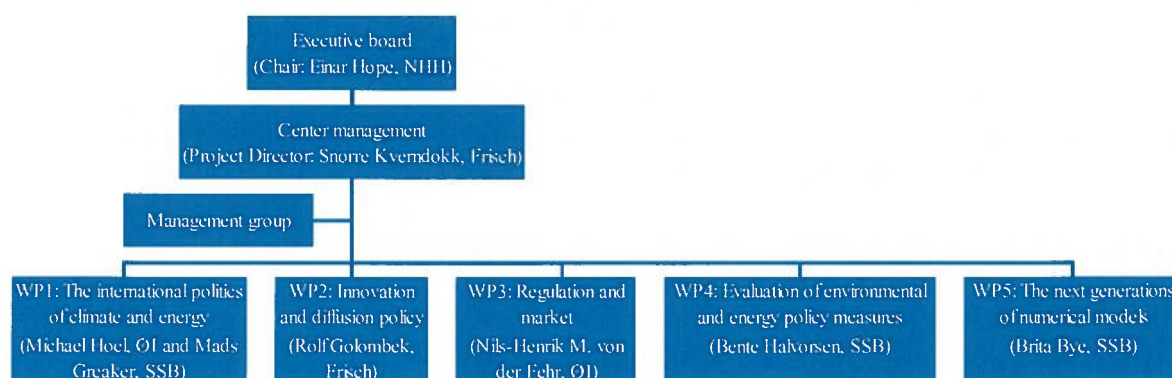 Executive board
(Chair: Einar Hope, NHH)
Center management
(Project Director: Snorre Kverndokk, Frisch)
Management group
WP1: The international politics
of climate and energy
(Michael Hoel, ØI and Mads
Greaker, SSB)
WP2: Innovation
and diffusion policy
(Rolf Golombek,
Frisch)
WP3: Regulation and
market
(Nils-Henrik M. von
der Fehr, ØI)
WP4: Evaluation of environmental
and energy policy measures
(Bente Halvorsen, SSB)
WP5: The next generations
of numerical models
(Brita Bye, SSB)